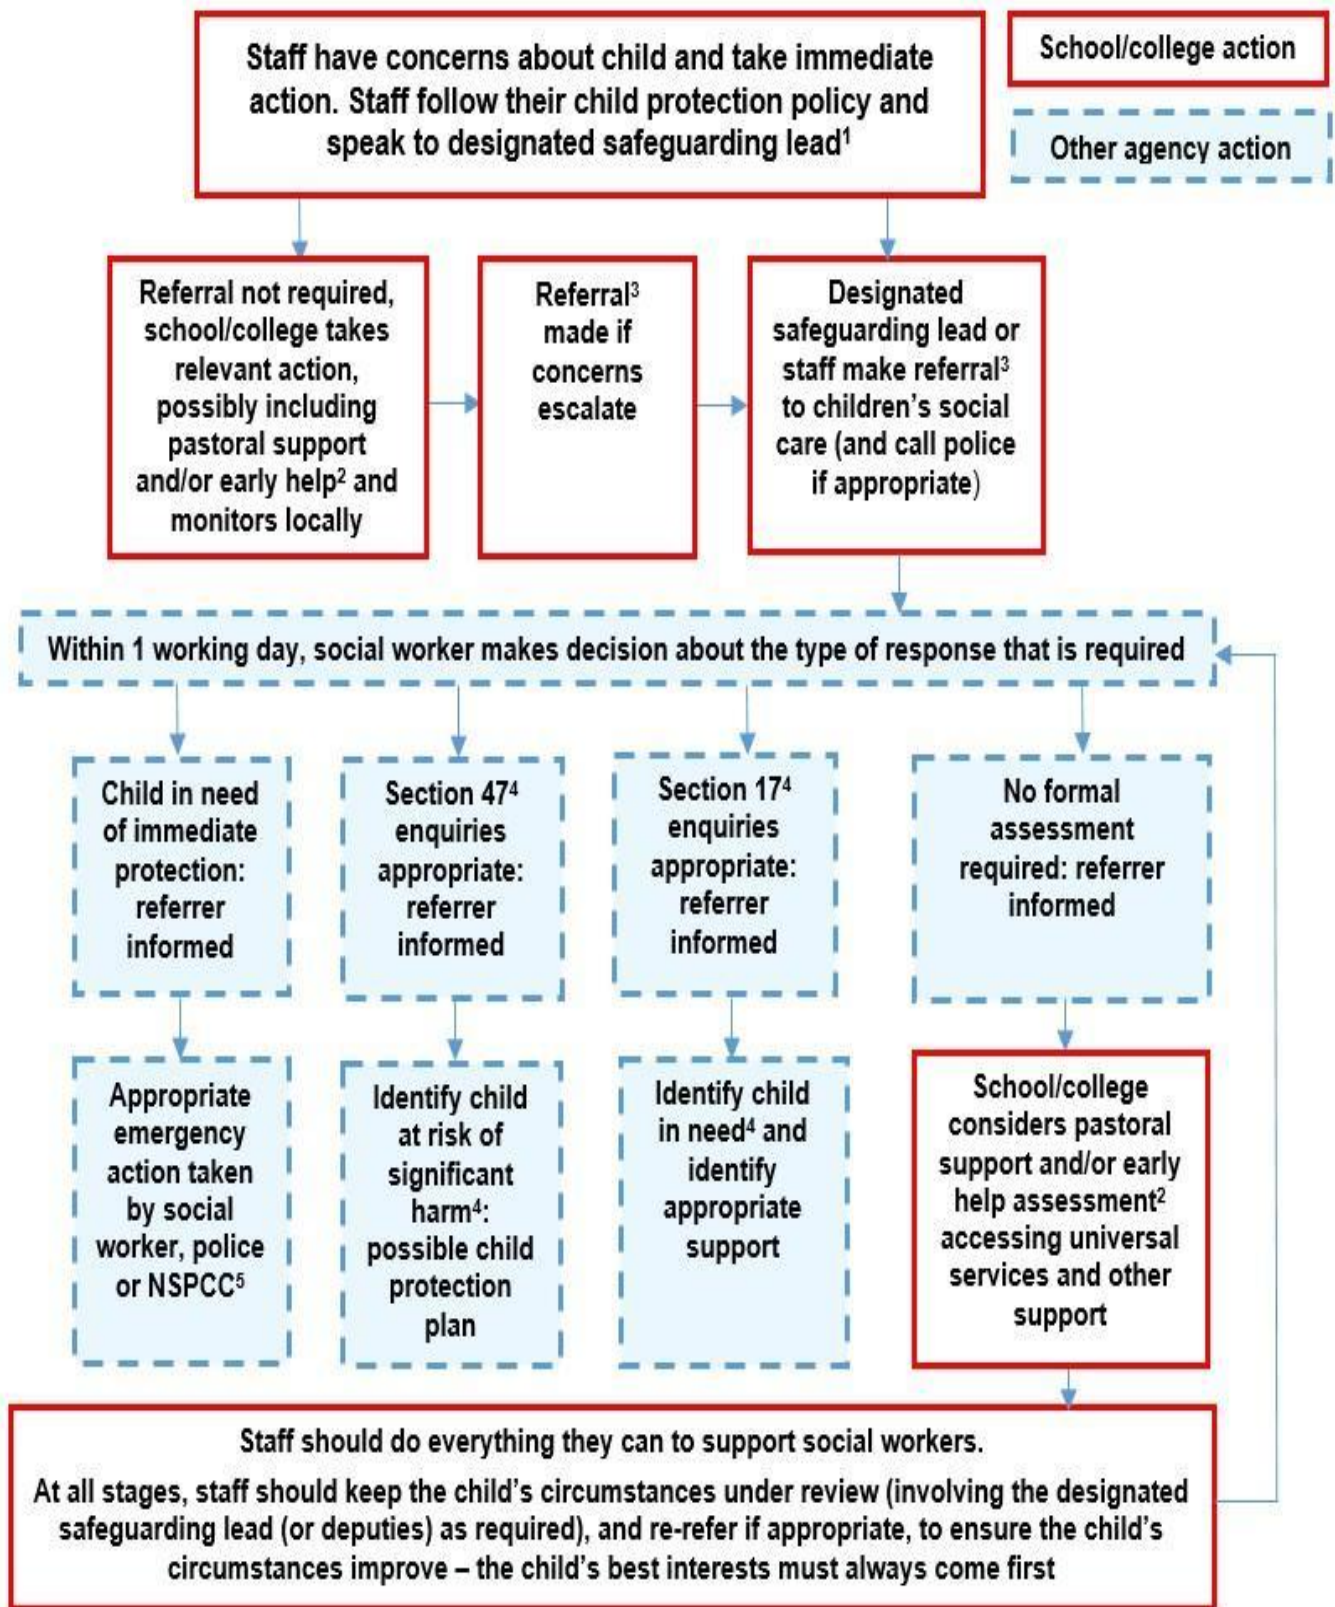 Staff have concerns about child and take immediate
action. Staff follow their child protection policy and
speak to designated safeguarding lead¹
School/college action
Other agency action
Referral not required,
school/college takes
relevant action,
possibly including
pastoral support
and/or early help² and
monitors locally
Referral³
made if
concerns
escalate
Designated
safeguarding lead or
staff make referral³
to children’s social
care (and call police
if appropriate)
Within 1 working day, social worker makes decision about the type of response that is required
Child in need
of immediate
protection:
referrer
informed
Section 47⁴
enquiries
appropriate:
referrer
informed
Section 17⁴
enquiries
appropriate:
referrer
informed
No formal
assessment
required: referrer
informed
Appropriate
emergency
action taken
by social
worker, police
or NSPCC⁵
Identify child
at risk of
significant
harm⁴:
possible child
protection
plan
Identify child
in need⁴ and
identify
appropriate
support
School/college
considers pastoral
support and/or early
help assessment²
accessing universal
services and other
support
Staff should do everything they can to support social workers.
At all stages, staff should keep the child’s circumstances under review (involving the designated
safeguarding lead (or deputies) as required), and re-refer if appropriate, to ensure the child’s
circumstances improve – the child’s best interests must always come first